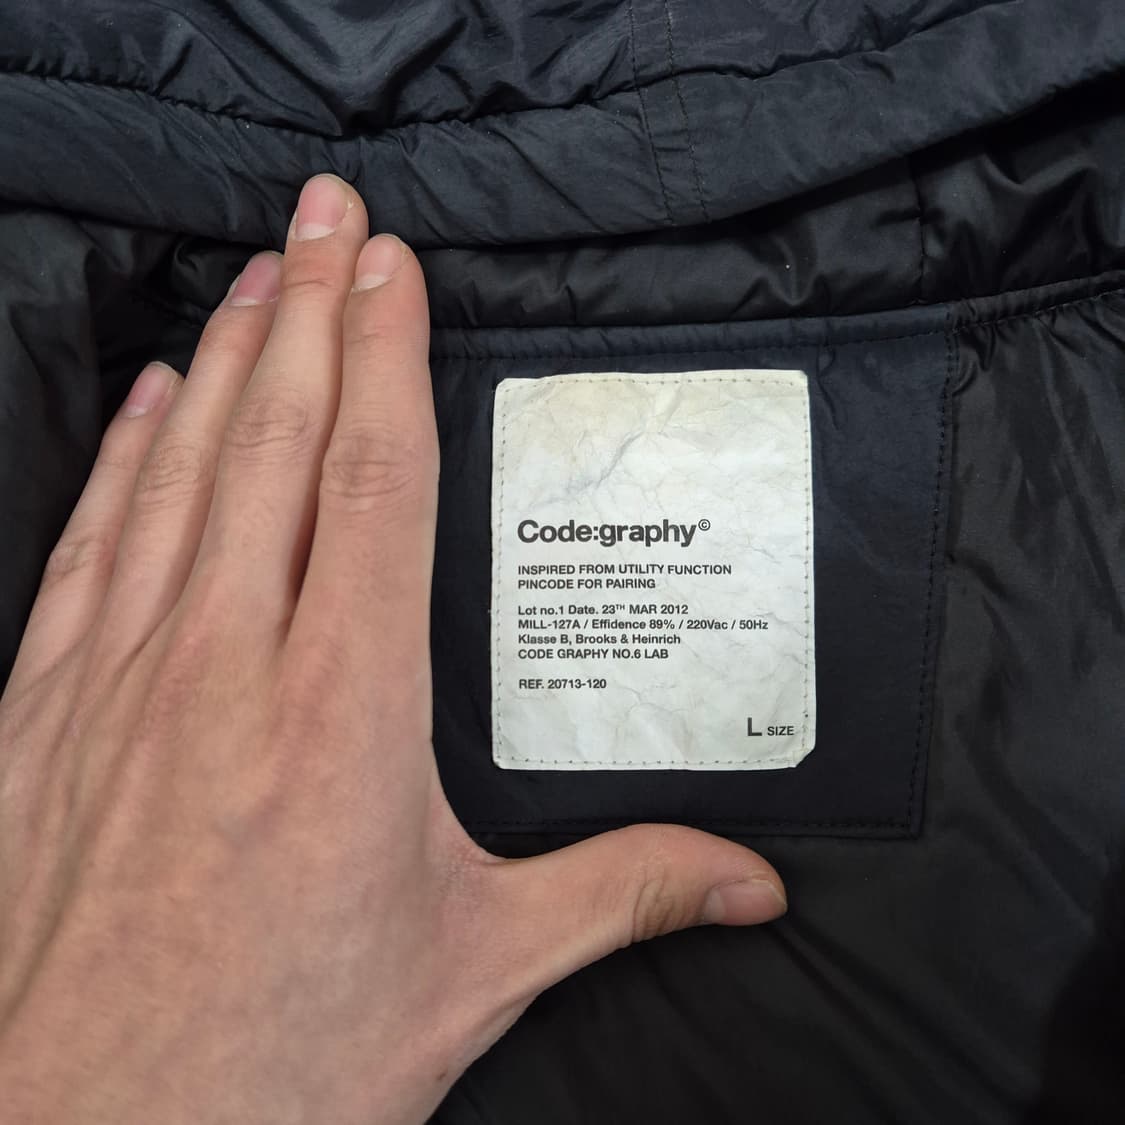 Code:graphy©
INSPIRED FROM UTILITY FUNCTION
PINCODE FOR PAIRING
Lot no.1 Date. 23TH MAR 2012
MILL-127A / Effidence 89% / 220Vac / 50Hz
Klasse B, Brooks & Heinrich
CODE GRAPHY NO.6 LAB
REF. 20713-120
L SIZE